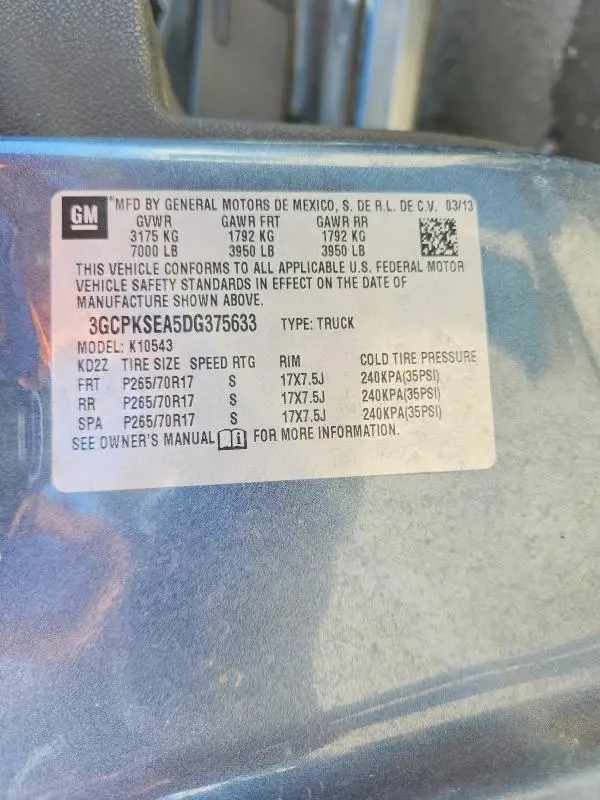 GM ®MFD BY GENERAL MOTORS DE MEXICO, S. DE R.L. DE C.V. 03/13
GVWR GAWR FRT GAWR RR
3175 KG 1792 KG 1792 KG
7000 LB 3950 LB 3950 LB
THIS VEHICLE CONFORMS TO ALL APPLICABLE U.S. FEDERAL MOTOR
VEHICLE SAFETY STANDARDS IN EFFECT ON THE DATE OF
MANUFACTURE SHOWN ABOVE.
3GCPKSEA5DG375633 TYPE: TRUCK
MODEL: K10543
KD2Z TIRE SIZE SPEED RTG RIM COLD TIRE PRESSURE
FRT P265/70R17 S 17X7.5J 240KPA(35PSI)
RR P265/70R17 S 17X7.5J 240KPA(35PSI)
SPA P265/70R17 S 17X7.5J 240KPA(35PSI)
SEE OWNER'S MANUAL FOR MORE INFORMATION.